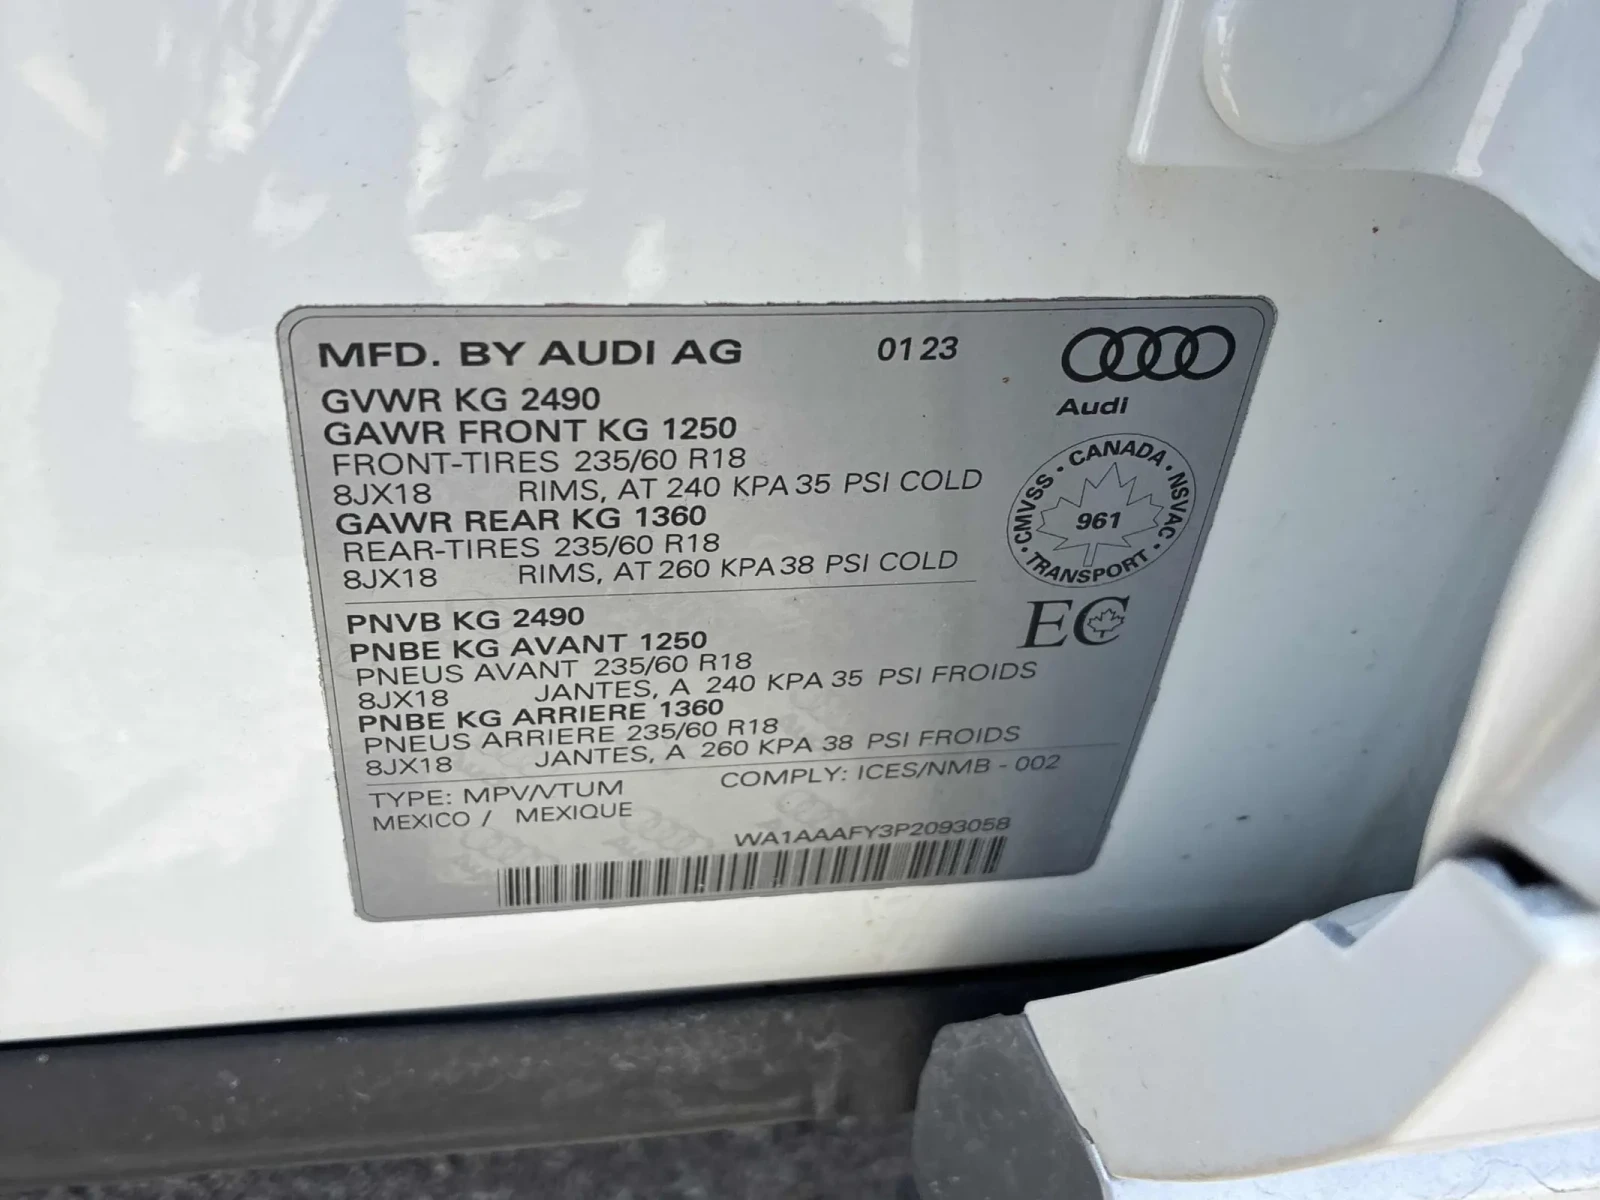 MFD. BY AUDI AG 01 23
Audi
GVWR KG 2490
GAWR FRONT KG 1250
FRONT-TIRES 235/60 R18
8JX18 RIMS, AT 240 KPA 35 PSI COLD
GAWR REAR KG 1360
REAR-TIRES 235/60 R18
8JX18 RIMS, AT 260 KPA 38 PSI COLD
• CANADA • NSVAC • TRANSPORT • CMVSS
961
EC
PNVB KG 2490
PNBE KG AVANT 1250
PNEUS AVANT 235/60 R18
8JX18 JANTES, A 240 KPA 35 PSI FROIDS
PNBE KG ARRIERE 1360
PNEUS ARRIERE 235/60 R18
8JX18 JANTES, A 260 KPA 38 PSI FROIDS
TYPE: MPV/VTUM COMPLY: ICES/NMB - 002
MEXICO / MEXIQUE
WA1AAAFY3P2093058